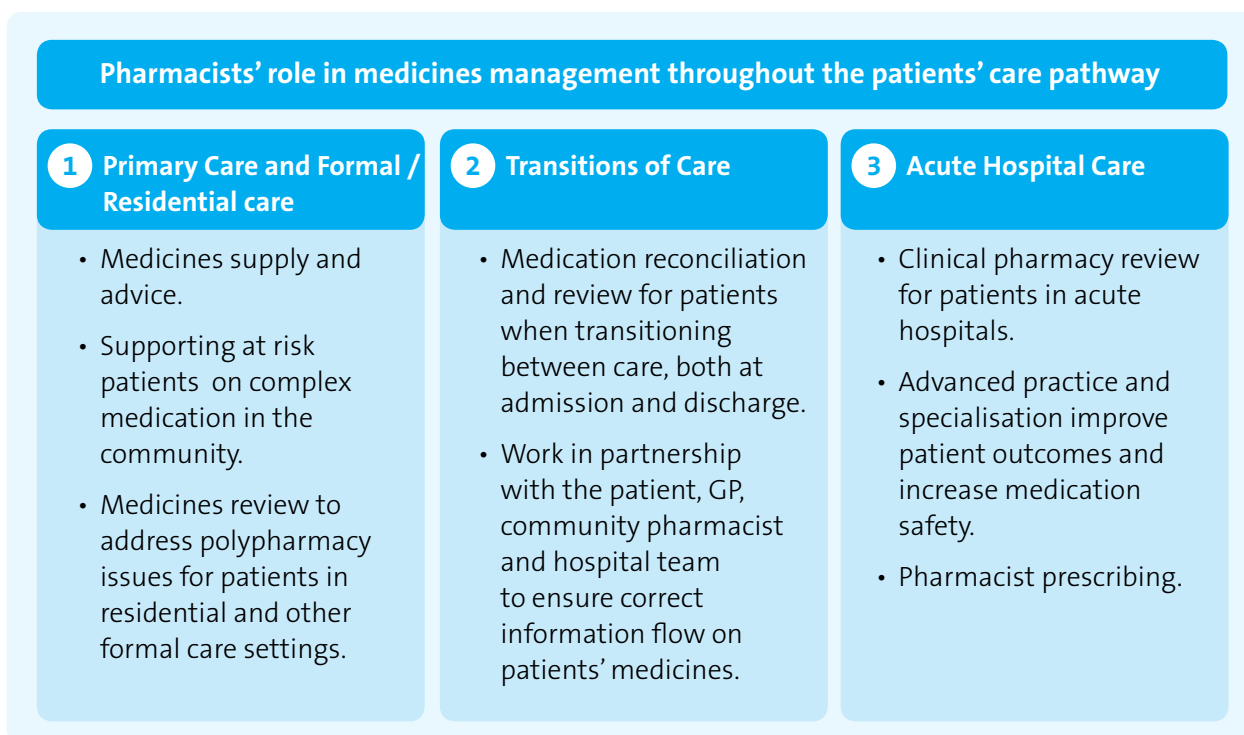 Pharmacists’ role in medicines management throughout the patients’ care pathway
1 Primary Care and Formal /
Residential care
• Medicines supply and
advice.
• Supporting at risk
patients on complex
medication in the
community.
• Medicines review to
address polypharmacy
issues for patients in
residential and other
formal care settings.
2 Transitions of Care
• Medication reconciliation
and review for patients
when transitioning
between care, both at
admission and discharge.
• Work in partnership
with the patient, GP,
community pharmacist
and hospital team
to ensure correct
information flow on
patients’ medicines.
3 Acute Hospital Care
• Clinical pharmacy review
for patients in acute
hospitals.
• Advanced practice and
specialisation improve
patient outcomes and
increase medication
safety.
• Pharmacist prescribing.